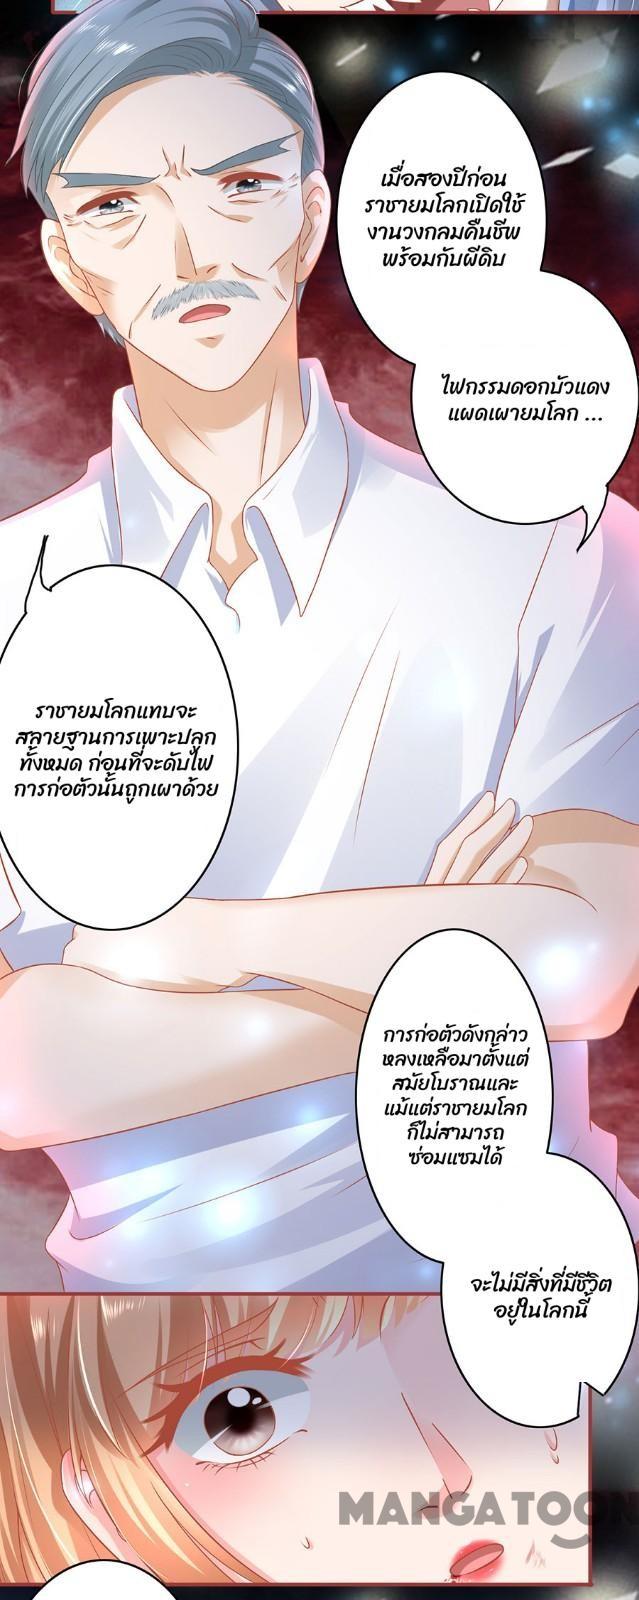 เมื่อสองปีก่อน
ราชายมโลกเปิดใช้
งานวงกลมคืนชีพ
พร้อมกับผีดิบ
ไฟกรรมดอกบัวแดง
แผดเผายมโลก ...
ราชายมโลกแทบจะ
สลายฐานการเพาะปลูก
ทั้งหมด ก่อนที่จะดับไฟ
การก่อตัวนั้นถูกเผาด้วย
การก่อตัวดังกล่าว
หลงเหลือมาตั้งแต่
สมัยโบราณและ
แม้แต่ราชายมโลก
ก็ไม่สามารถ
ซ่อมแซมได้
จะไม่มีสิ่งที่มีชีวิต
อยู่ในโลกนี้
MANGATOON